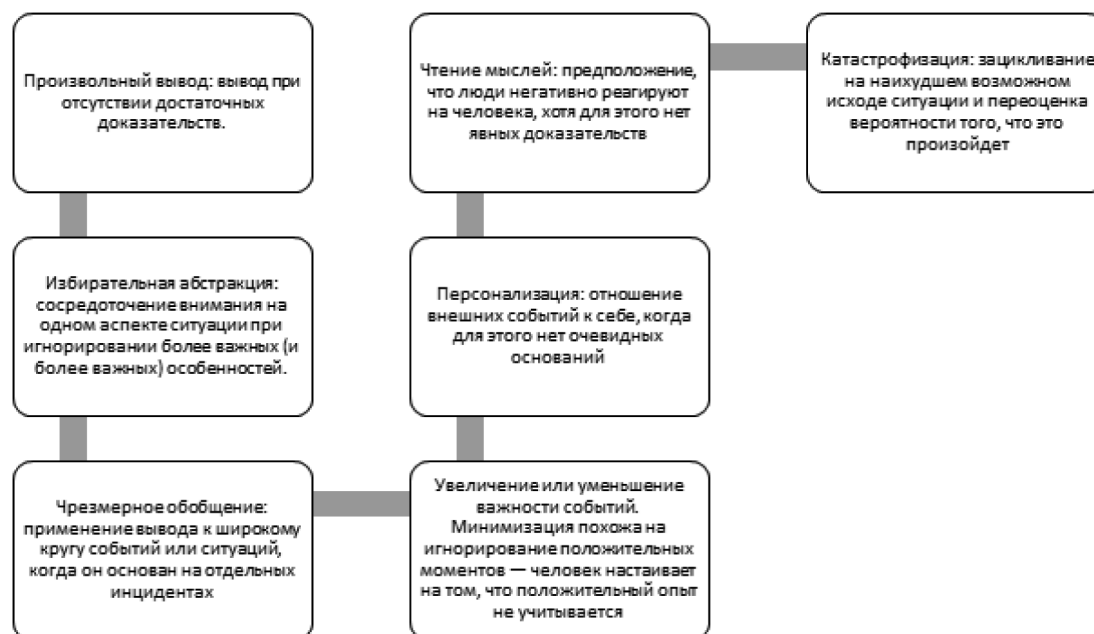 Произвольный вывод: вывод при
отсутствии достаточных
доказательств.
Избирательная абстракция:
сосредоточение внимания на
одном аспекте ситуации при
игнорировании более важных (и
более важных) особенностей.
Чрезмерное обобщение:
применение вывода к широкому
кругу событий или ситуаций,
когда он основан на отдельных
инцидентах
Увеличение или уменьшение
важности событий.
Минимизация похожа на
игнорирование положительных
моментов — человек настаивает
на том, что положительный опыт
не учитывается
Персонализация: отношение
внешних событий к себе, когда
для этого нет очевидных
оснований
Чтение мыслей: предположение,
что люди негативно реагируют
на человека, хотя для этого нет
явных доказательств
Катастрофизация: зацикливание
на наихудшем возможном
исходе ситуации и переоценка
вероятности того, что это
произойдет